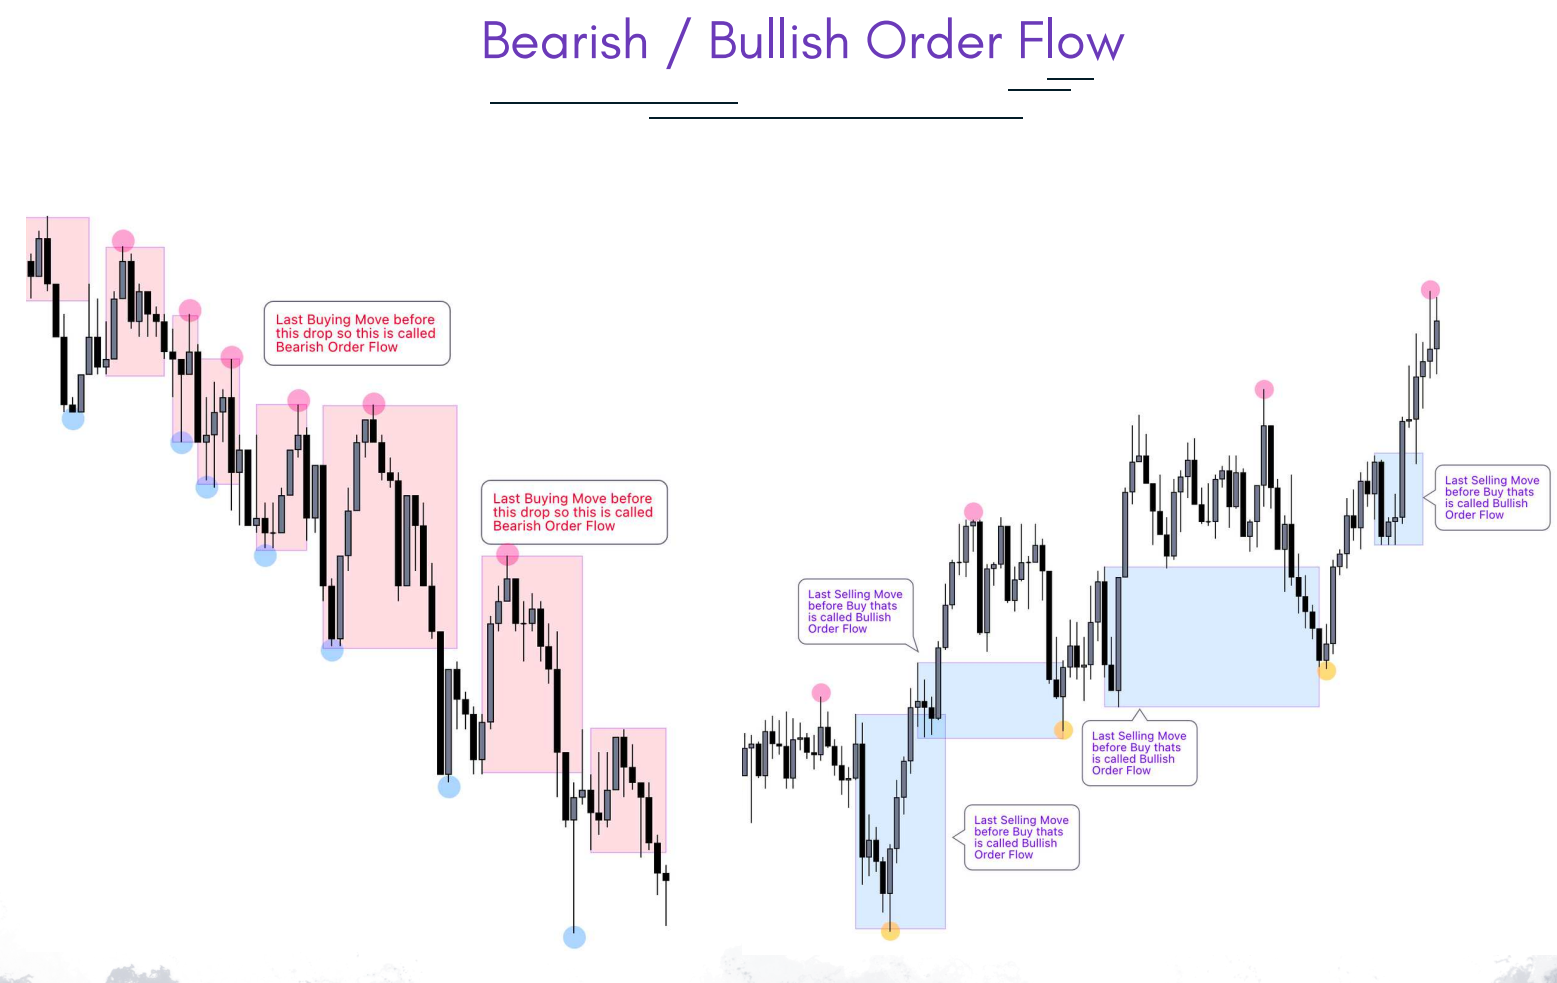 Bearish / Bullish Order Flow
Last Buying Move before
this drop so this is called
Bearish Order Flow
Last Buying Move before
this drop so this is called
Bearish Order Flow
Last Selling Move
before Buy thats
is called Bullish
Order Flow
Last Selling Move
before Buy thats
is called Bullish
Order Flow
Last Selling Move
before Buy thats
is called Bullish
Order Flow
Last Selling Move
before Buy thats
is called Bullish
Order Flow